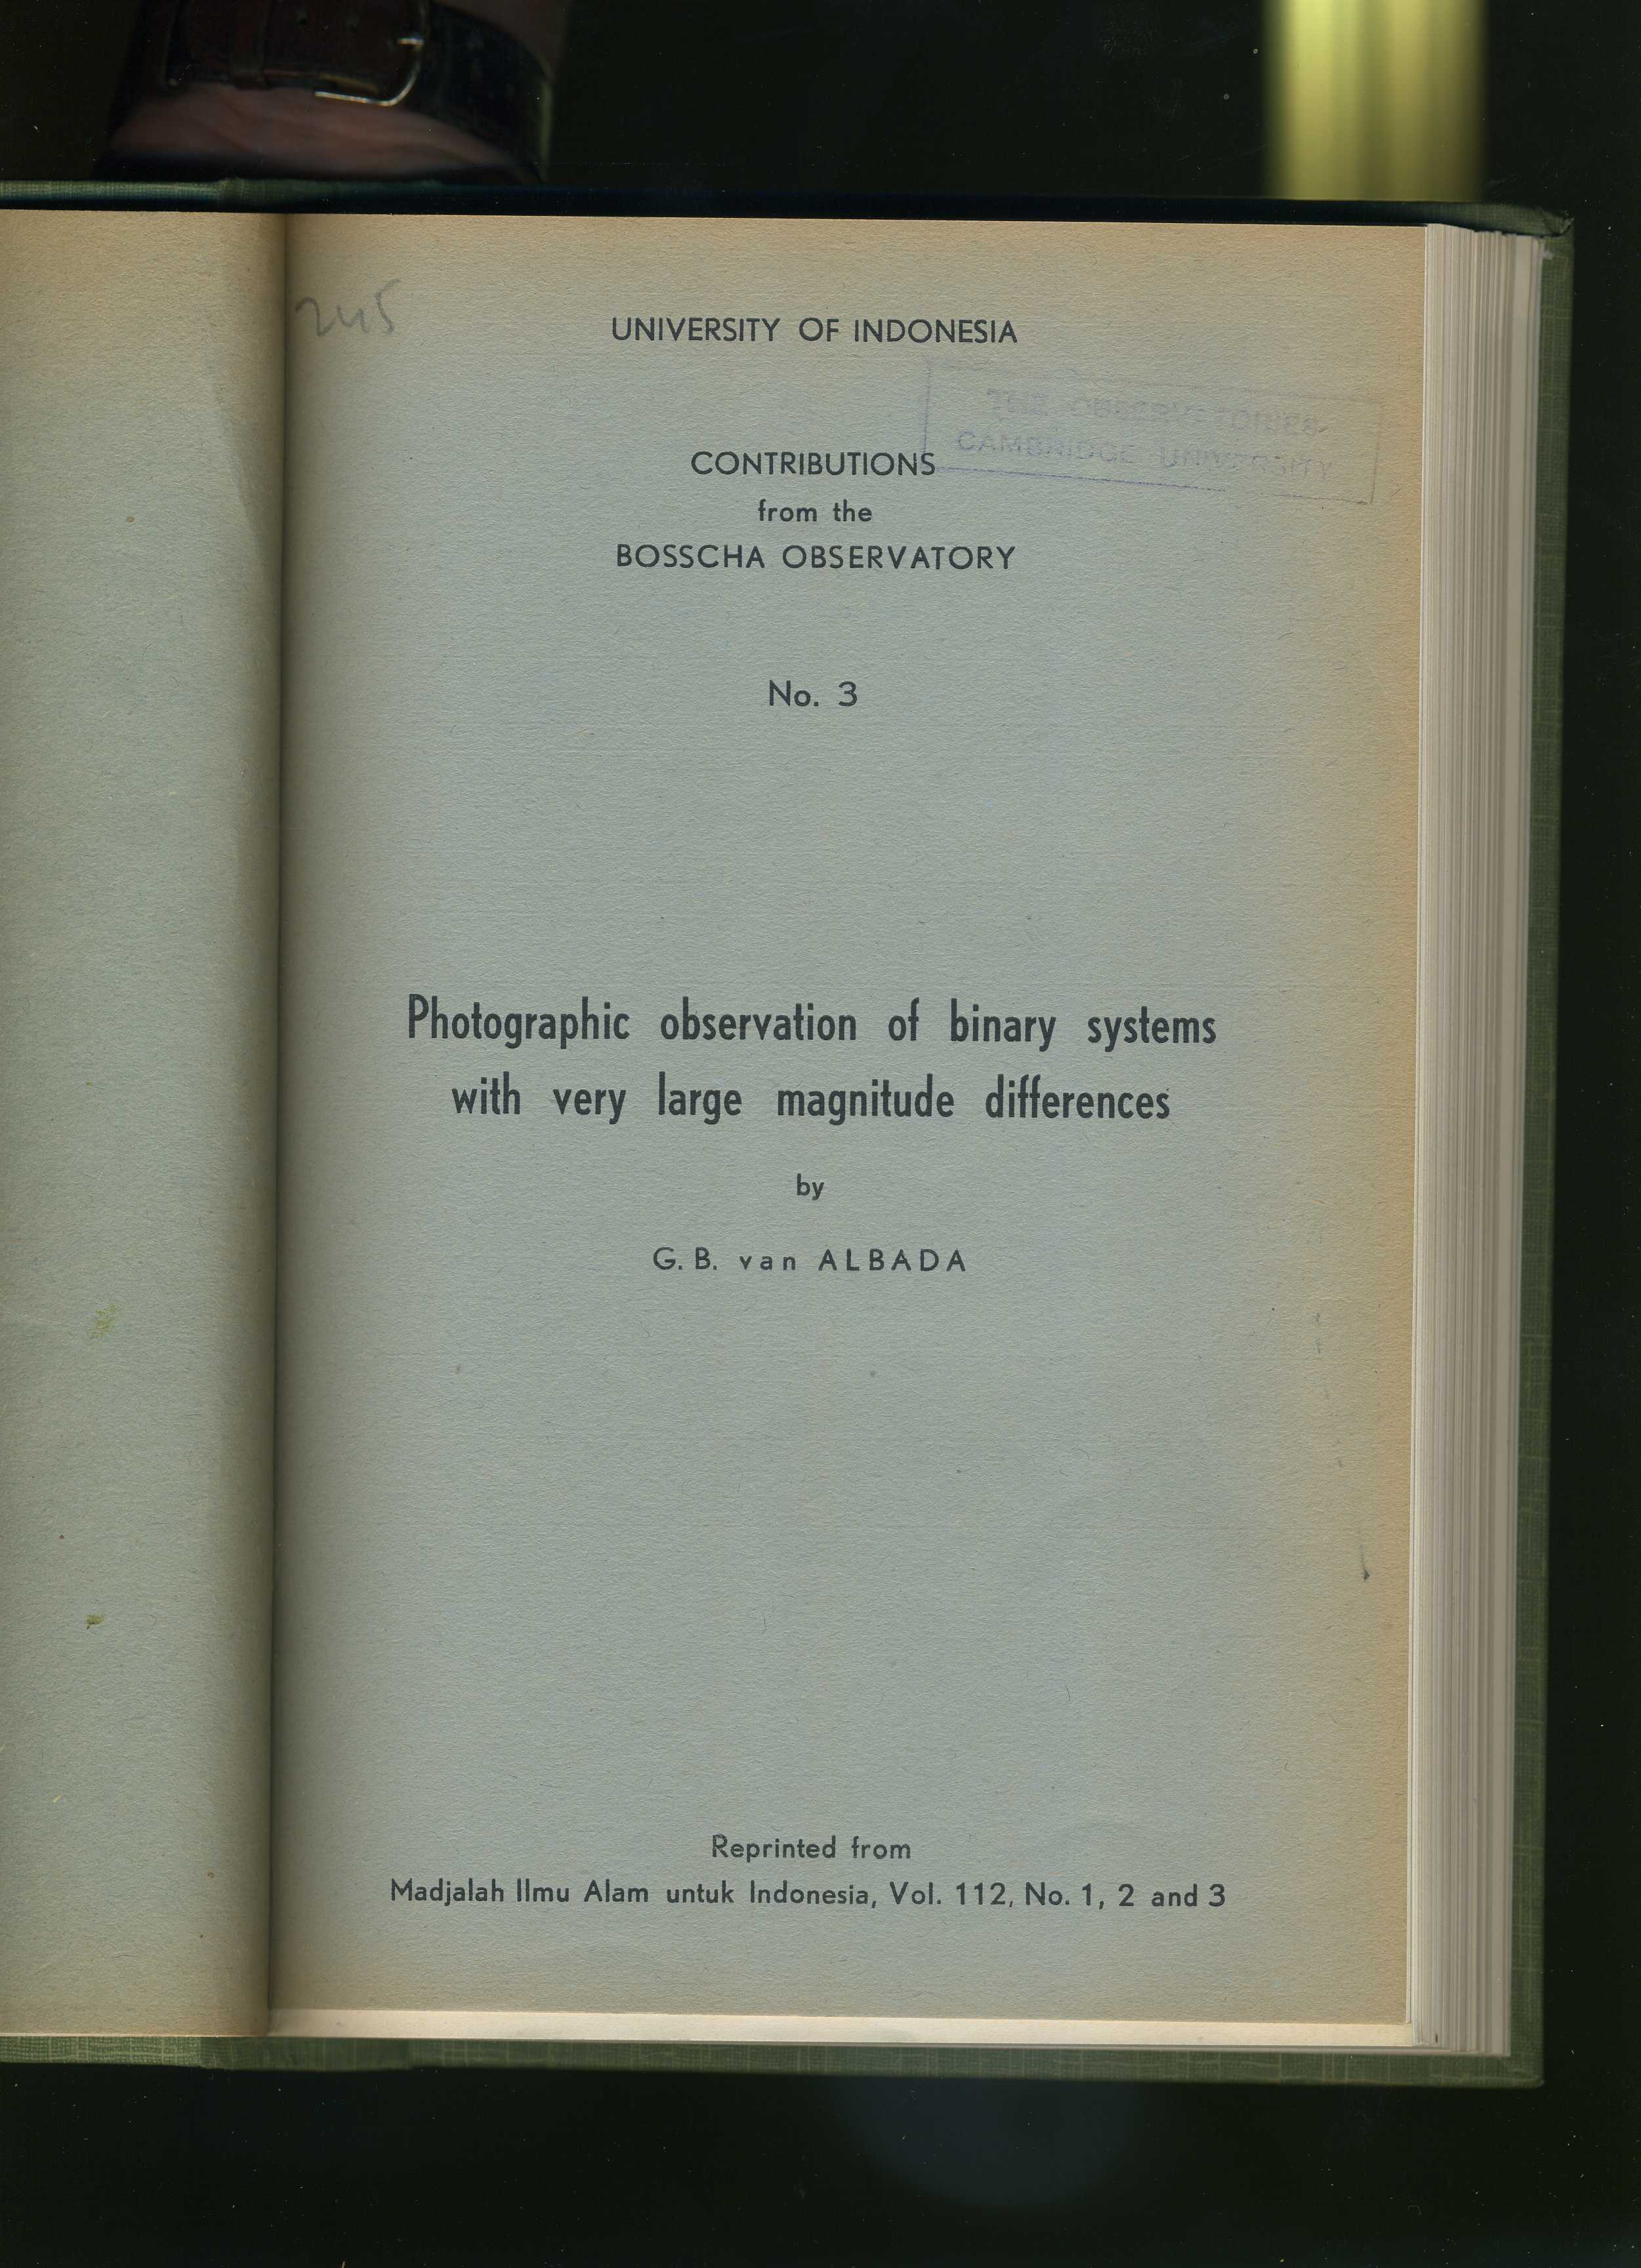 245
UNIVERSITY OF INDONESIA
THE OBSERVATORIES
CAMBRIDGE UNIVERSITY
CONTRIBUTIONS
from the
BOSSCHA OBSERVATORY
No. 3
Photographic observation of binary systems
with very large magnitude differences
by
G. B. van ALBADA
Reprinted from
Madjalah Ilmu Alam untuk Indonesia, Vol. 112, No. 1, 2 and 3